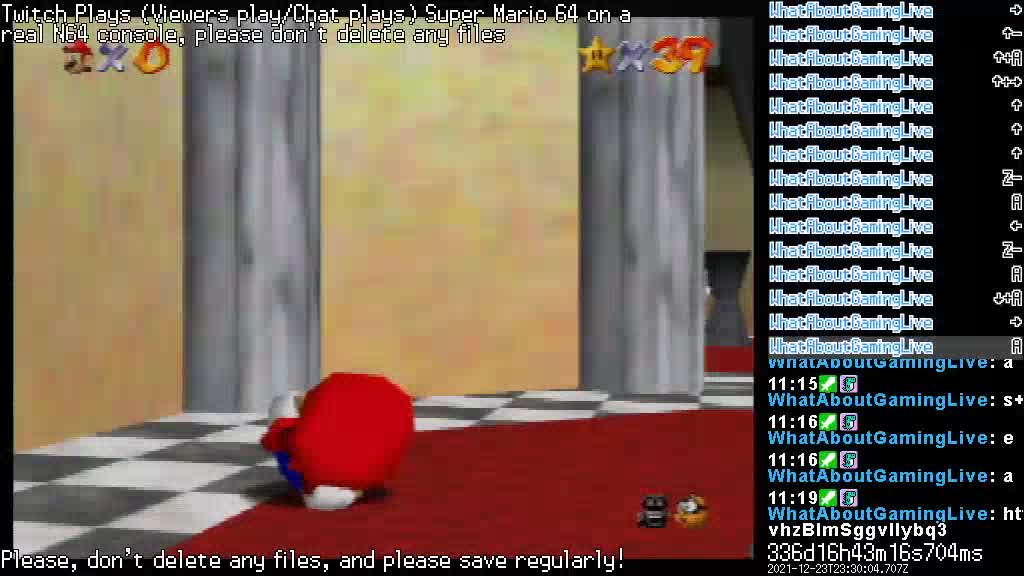 Twitch Plays (Viewers play/Chat plays) Super Mario 64 on a
real N64 console, please don't delete any files
0
39
WhatAboutGamingLive →
WhatAboutGamingLive ↑-
WhatAboutGamingLive ↑+A
WhatAboutGamingLive ↑+→
WhatAboutGamingLive ↑
WhatAboutGamingLive ↑
WhatAboutGamingLive ↑
WhatAboutGamingLive Z-
WhatAboutGamingLive A
WhatAboutGamingLive ←
WhatAboutGamingLive Z-
WhatAboutGamingLive A
WhatAboutGamingLive ↓+A
WhatAboutGamingLive →
WhatAboutGamingLive A
WhatAboutGamingLive: a
11:15
WhatAboutGamingLive: s+
11:16
WhatAboutGamingLive: e
11:16
WhatAboutGamingLive: a
11:19
WhatAboutGamingLive: ht
336d16h43m16s704ms
2021-12-23T23:30:04.707Z
Please, don't delete any files, and please save regularly!